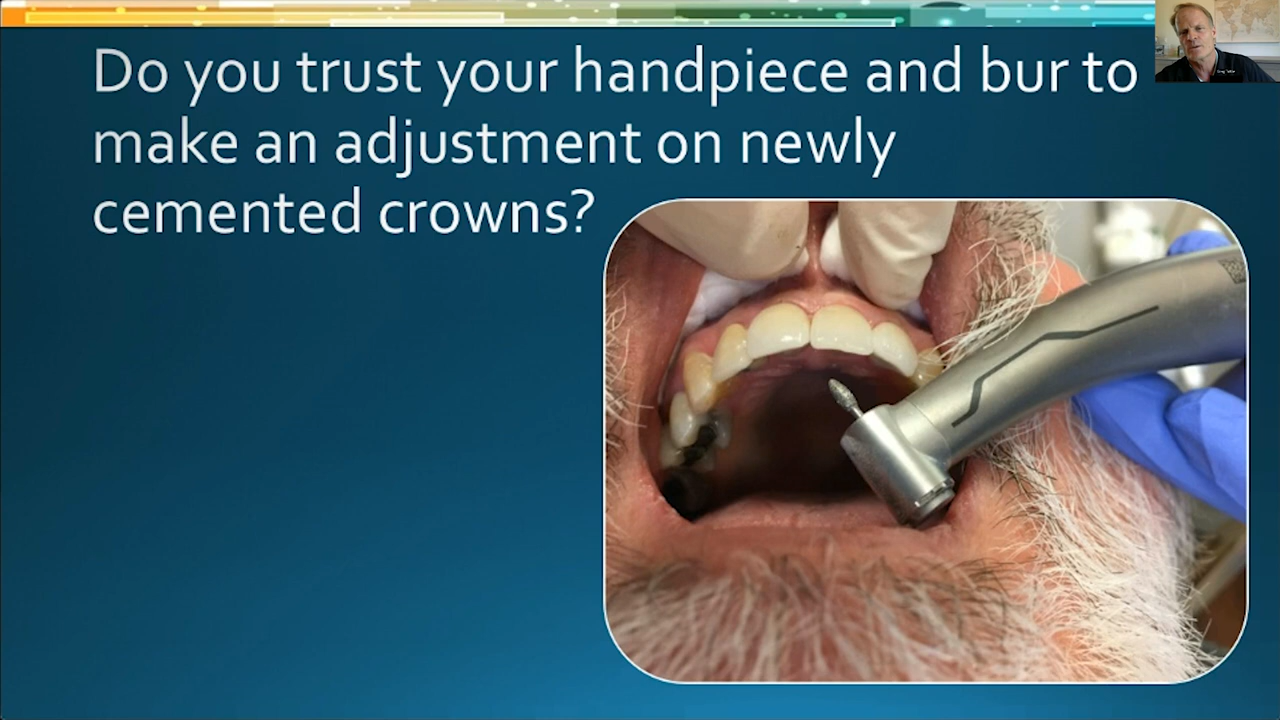 Do you trust your handpiece and bur to
make an adjustment on newly
cemented crowns?